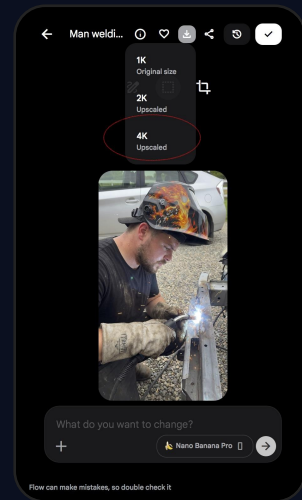 Man weldi...
1K
Original size
2K
Upscaled
4K
Upscaled
What do you want to change?
Nano Banana Pro
Flow can make mistakes, so double check it